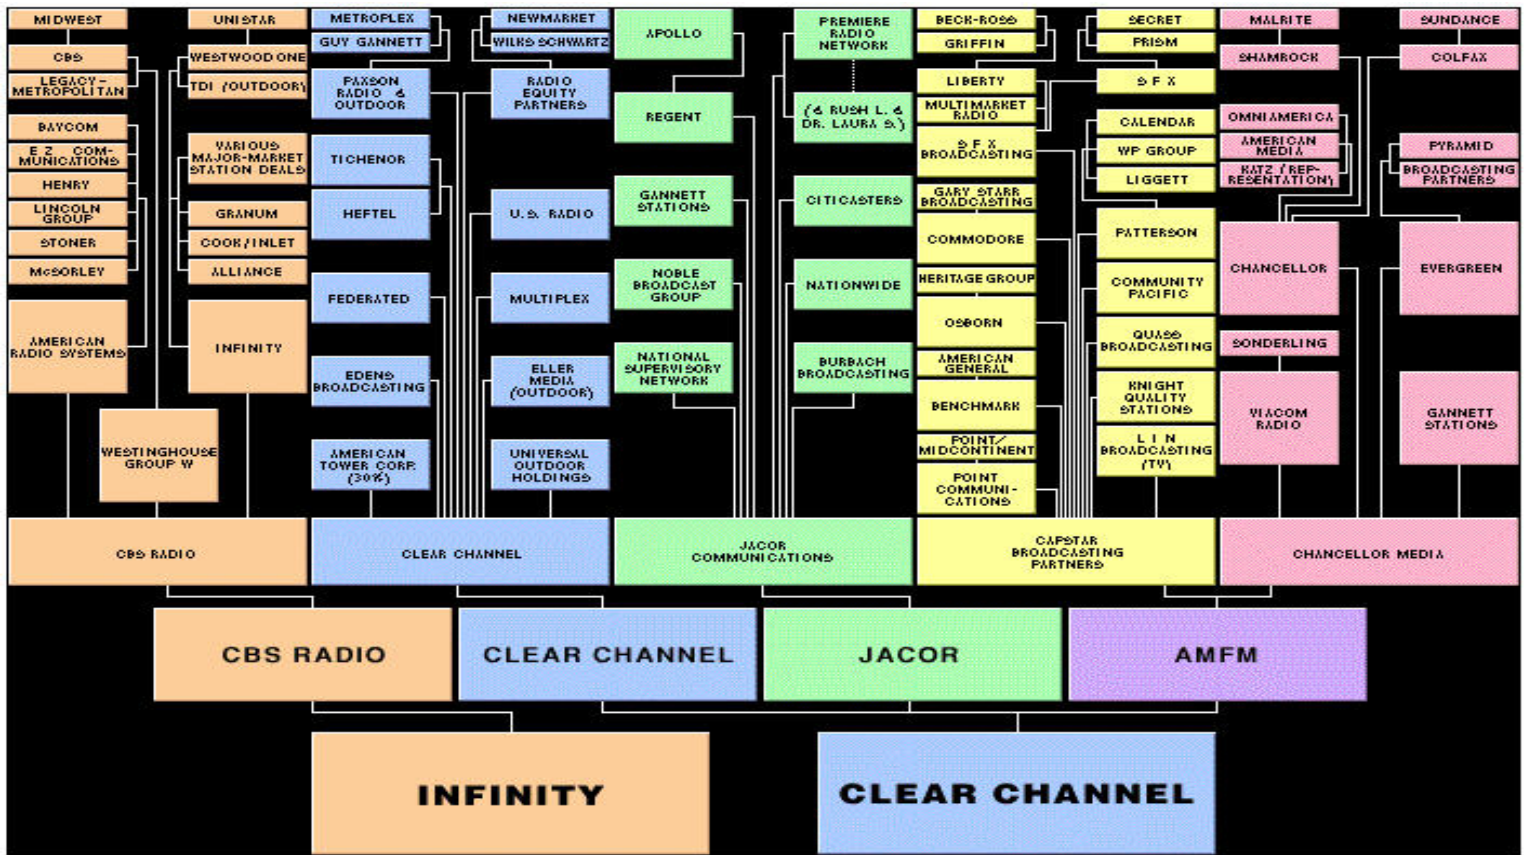 MIDWEST
CBS
LEGACY-
METROPOLITAN
BAYCOM
E Z COM-
MUNICATIONS
HENRY
LINCOLN
GROUP
STONER
McSORLEY
AMERICAN
RADIO SYSTEMS
UNISTAR
WESTWOOD ONE
TDI (OUTDOOR)
VARIOUS
MAJOR-MARKET
STATION DEALS
GRANUM
COOK/INLET
ALLIANCE
INFINITY
WESTINGHOUSE
GROUP W
METROPLEX
GUY GANNETT
PAXSON
RADIO &
OUTDOOR
TICHENOR
HEFTEL
FEDERATED
EDENS
BROADCASTING
AMERICAN
TOWER CORP.
(30%)
NEWMARKET
WILKS SCHWARTZ
RADIO
EQUITY
PARTNERS
U.S. RADIO
MULTIPLEX
ELLER
MEDIA
(OUTDOOR)
UNIVERSAL
OUTDOOR
HOLDINGS
APOLLO
REGENT
GANNETT
STATIONS
NOBLE
BROADCAST
GROUP
NATIONAL
SUPERVISORY
NETWORK
PREMIERE
RADIO
NETWORK
(& RUSH L. &
DR. LAURA S.)
CITICASTERS
NATIONWIDE
BURBACH
BROADCASTING
BECK-ROSS
GRIFFIN
LIBERTY
MULTIMARKET
RADIO
S F X
BROADCASTING
GARY STARR
BROADCASTING
COMMODORE
HERITAGE GROUP
OSBORN
AMERICAN
GENERAL
BENCHMARK
POINT/
MIDCONTINENT
POINT
COMMUNI-
CATIONS
SECRET
PRISM
S F X
CALENDAR
WP GROUP
LIGGETT
PATTERSON
COMMUNITY
PACIFIC
QUASS
BROADCASTING
KNIGHT
QUALITY
STATIONS
L I N
BROADCASTING
(TV)
MALRITE
SHAMROCK
OMNIAMERICA
AMERICAN
MEDIA
KATZ (REP-
RESENTATION)
CHANCELLOR
SONDERLING
VIACOM
RADIO
SUNDANCE
COLFAX
PYRAMID
BROADCASTING
PARTNERS
EVERGREEN
GANNETT
STATIONS
CBS RADIO
CLEAR CHANNEL
JACOR
COMMUNICATIONS
CAPSTAR
BROADCASTING
PARTNERS
CHANCELLOR MEDIA
CBS RADIO
CLEAR CHANNEL
JACOR
AMFM
INFINITY
CLEAR CHANNEL